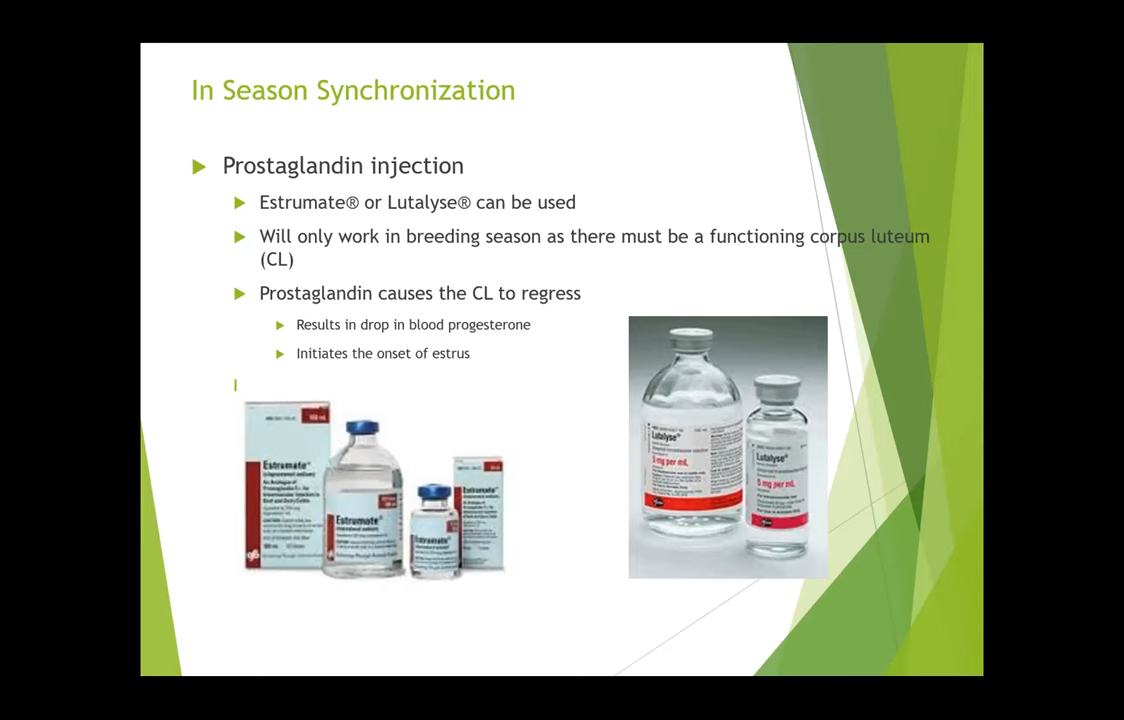 In Season Synchronization
Prostaglandin injection
Estrumate® or Lutalyse® can be used
Will only work in breeding season as there must be a functioning corpus luteum
(CL)
Prostaglandin causes the CL to regress
Results in drop in blood progesterone
Initiates the onset of estrus
Estrumate
Estrumate
Estrumate
Estrumate
Lutalyse
5 mg per mL
Lutalyse
5 mg per mL